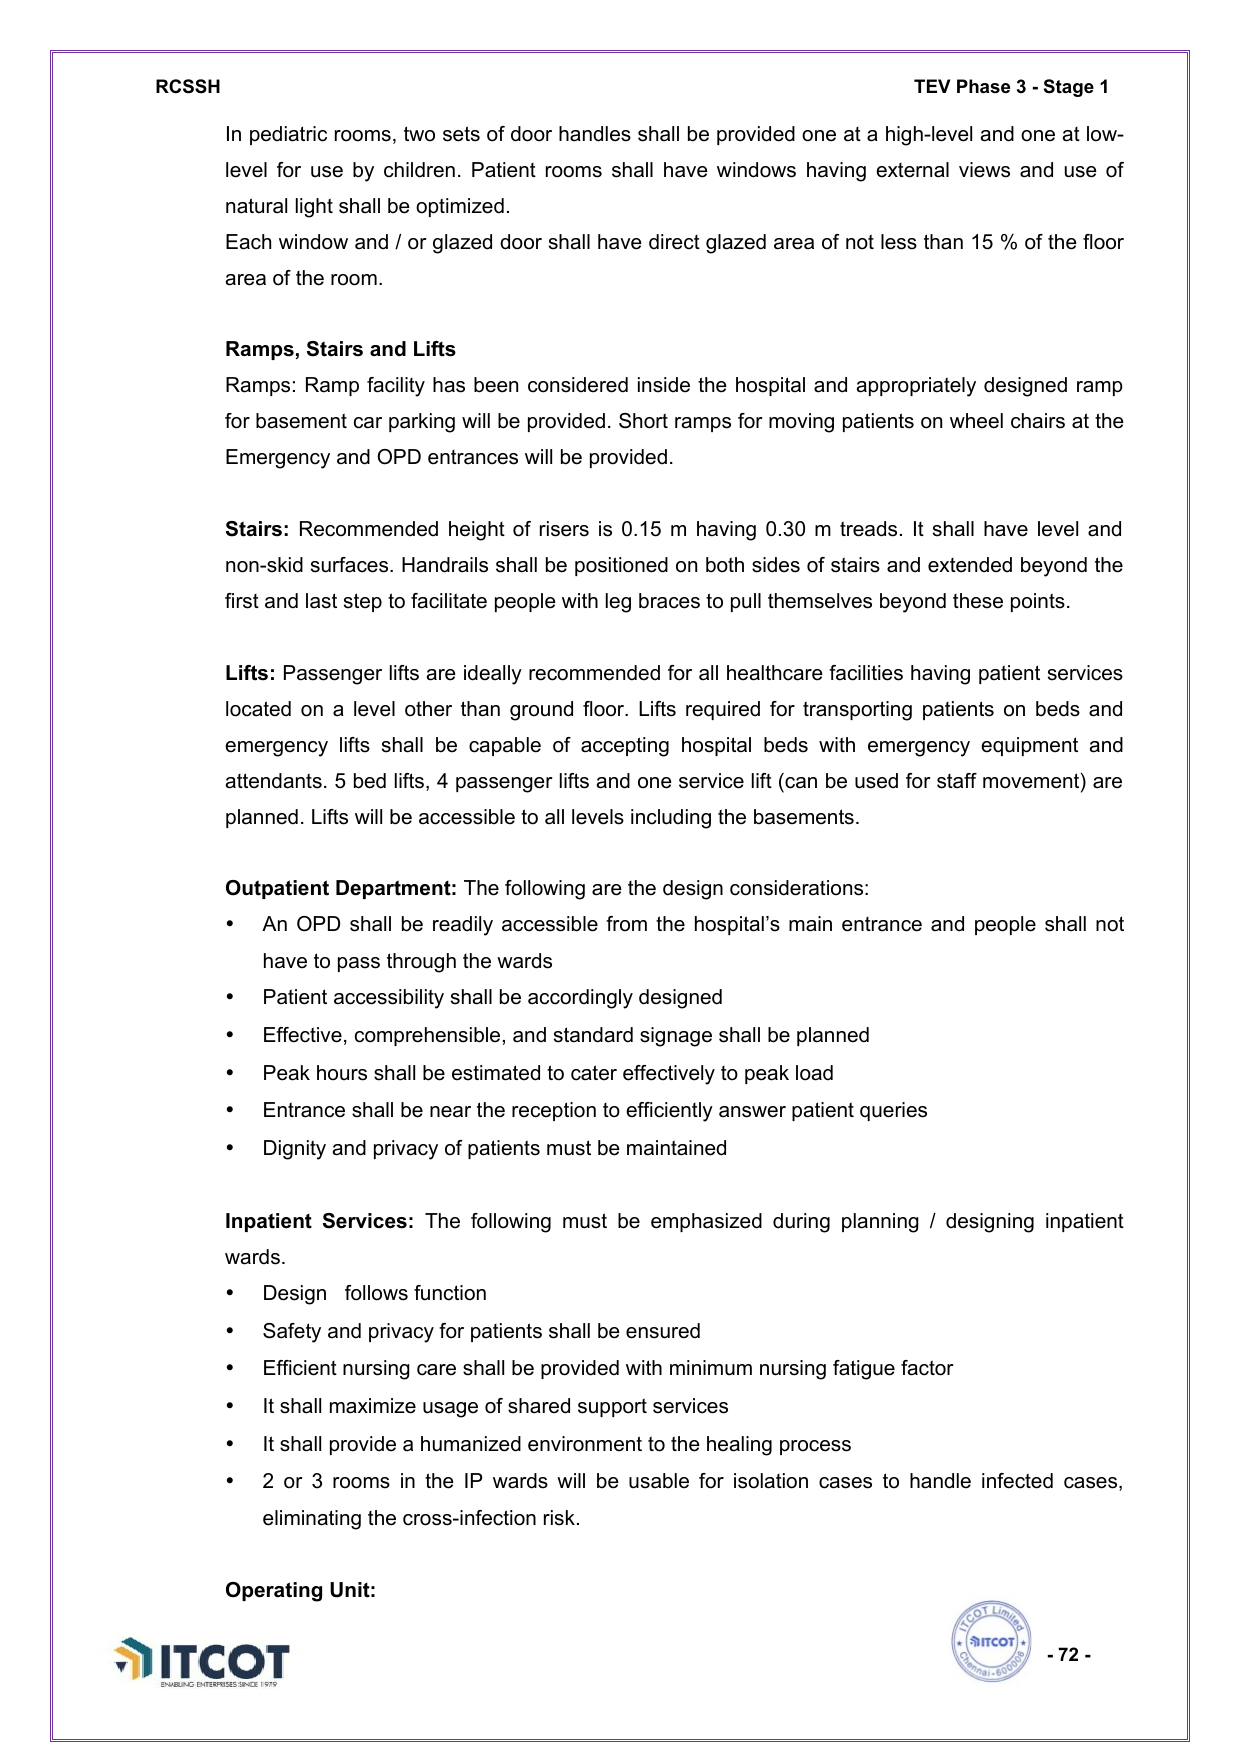 RCSSH TEV Phase 3 - Stage 1
In pediatric rooms, two sets of door handles shall be provided one at a high-level and one at low-
level for use by children. Patient rooms shall have windows having external views and use of
natural light shall be optimized.
Each window and / or glazed door shall have direct glazed area of not less than 15 % of the floor
area of the room.
Ramps, Stairs and Lifts
Ramps: Ramp facility has been considered inside the hospital and appropriately designed ramp
for basement car parking will be provided. Short ramps for moving patients on wheel chairs at the
Emergency and OPD entrances will be provided.
Stairs: Recommended height of risers is 0.15 m having 0.30 m treads. It shall have level and
non-skid surfaces. Handrails shall be positioned on both sides of stairs and extended beyond the
first and last step to facilitate people with leg braces to pull themselves beyond these points.
Lifts: Passenger lifts are ideally recommended for all healthcare facilities having patient services
located on a level other than ground floor. Lifts required for transporting patients on beds and
emergency lifts shall be capable of accepting hospital beds with emergency equipment and
attendants. 5 bed lifts, 4 passenger lifts and one service lift (can be used for staff movement) are
planned. Lifts will be accessible to all levels including the basements.
Outpatient Department: The following are the design considerations:
• An OPD shall be readily accessible from the hospital’s main entrance and people shall not
have to pass through the wards
• Patient accessibility shall be accordingly designed
• Effective, comprehensible, and standard signage shall be planned
• Peak hours shall be estimated to cater effectively to peak load
• Entrance shall be near the reception to efficiently answer patient queries
• Dignity and privacy of patients must be maintained
Inpatient Services: The following must be emphasized during planning / designing inpatient
wards.
• Design follows function
• Safety and privacy for patients shall be ensured
• Efficient nursing care shall be provided with minimum nursing fatigue factor
• It shall maximize usage of shared support services
• It shall provide a humanized environment to the healing process
• 2 or 3 rooms in the IP wards will be usable for isolation cases to handle infected cases,
eliminating the cross-infection risk.
Operating Unit:
ITCOT
ENABLING ENTERPRISES SINCE 1979
ITCOT Limited
ITCOT
Chennai-600006
- 72 -